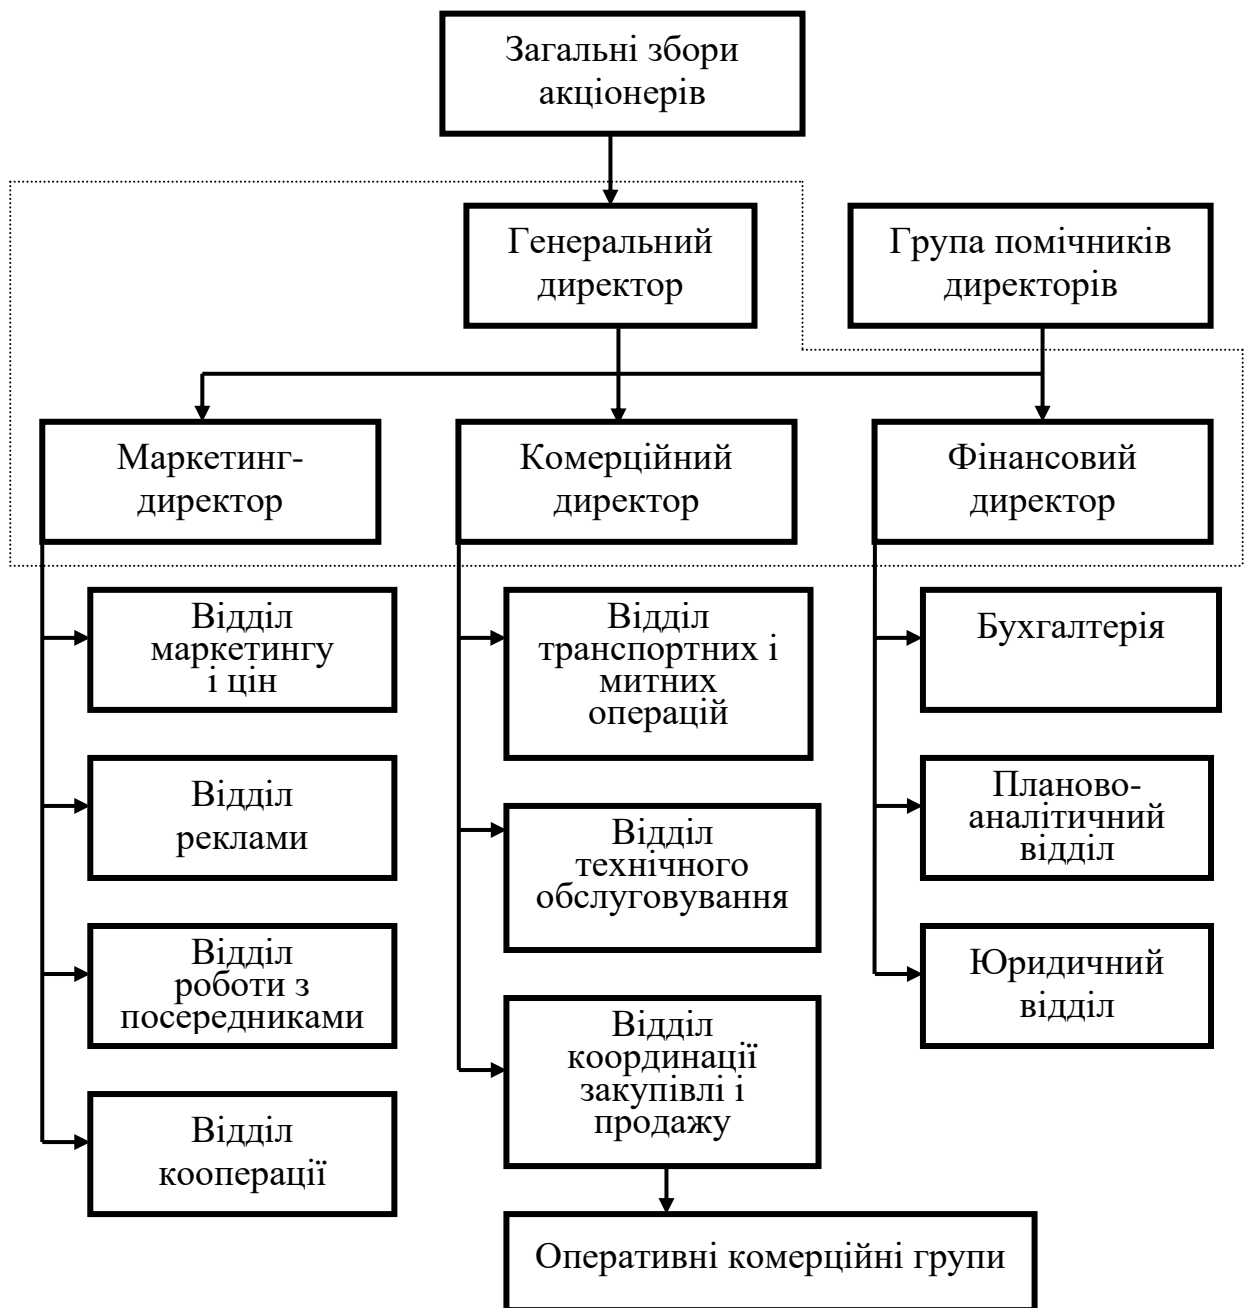 Загальні збори
акціонерів
Генеральний
директор
Група помічників
директорів
Маркетинг-
директор
Комерційний
директор
Фінансовий
директор
Відділ
маркетингу
і цін
Відділ
реклами
Відділ
роботи з
посередниками
Відділ
кооперації
Відділ
транспортних і
митних
операцій
Відділ
технічного
обслуговування
Відділ
координації
закупівлі і
продажу
Оперативні комерційні групи
Бухгалтерія
Планово-
аналітичний
відділ
Юридичний
відділ